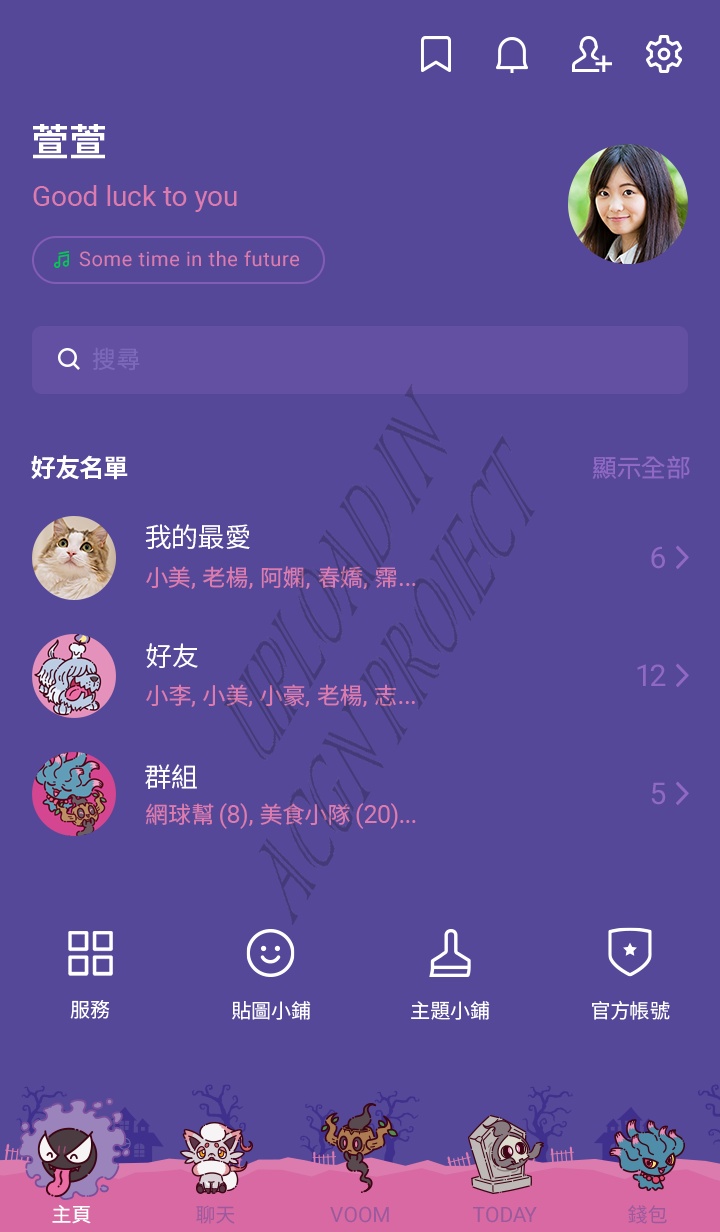 萱萱
Good luck to you
Some time in the future
搜尋
好友名單
顯示全部
我的最愛
小美, 老楊, 阿嫻, 春嬌, 霈...
6
好友
小李, 小美, 小豪, 老楊, 志...
12
群組
網球幫 (8), 美食小隊 (20)...
5
UPLOAD IN
ACGN PROJECT
服務
貼圖小鋪
主題小鋪
官方帳號
主頁
聊天
VOOM
TODAY
錢包